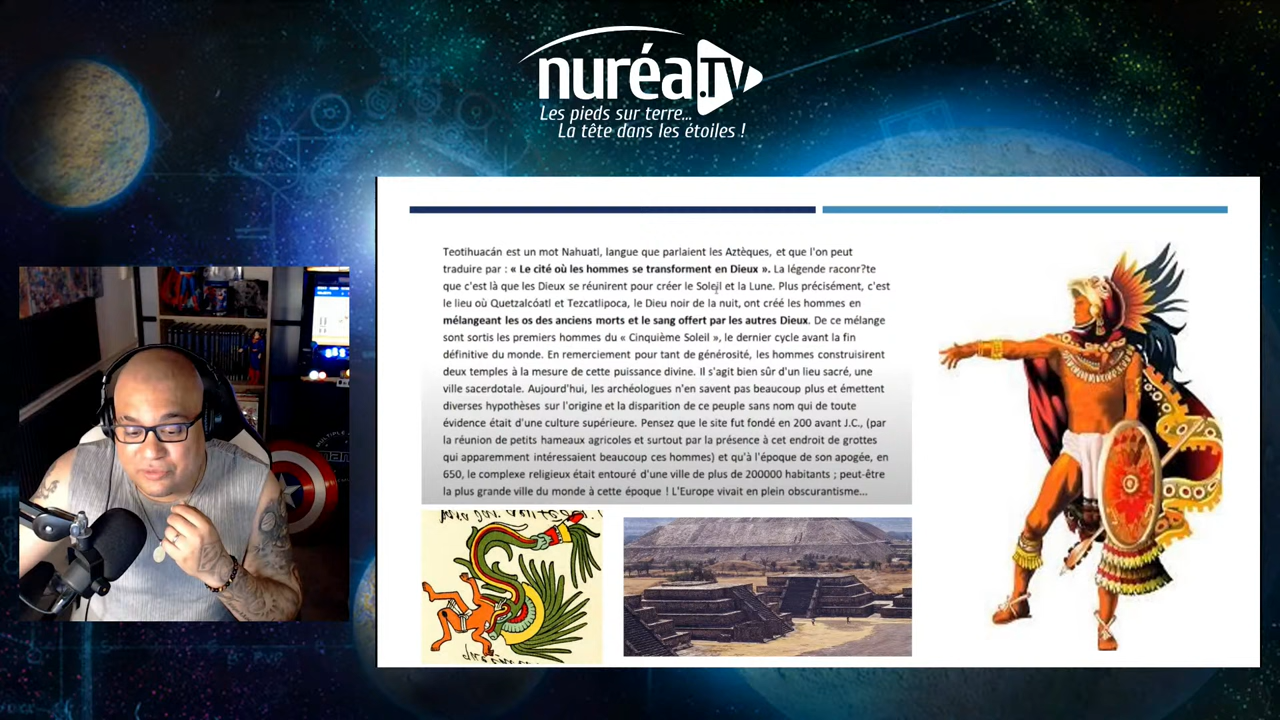 nuréa.TV
Les pieds sur terre...
La tête dans les étoiles !
Teotihuacán est un mot Nahuatl, langue que parlaient les Aztèques, et que l'on peut
traduire par : « Le cité où les hommes se transforment en Dieux ». La légende raconr?te
que c'est là que les Dieux se réunirent pour créer le Soleil et la Lune. Plus précisément, c'est
le lieu où Quetzalcóatl et Tezcatlipoca, le Dieu noir de la nuit, ont créé les hommes en
mélangeant les os des anciens morts et le sang offert par les autres Dieux. De ce mélange
sont sortis les premiers hommes du « Cinquième Soleil », le dernier cycle avant la fin
définitive du monde. En remerciement pour tant de générosité, les hommes construisirent
deux temples à la mesure de cette puissance divine. Il s'agit bien sûr d'un lieu sacré, une
ville sacerdotale. Aujourd'hui, les archéologues n'en savent pas beaucoup plus et émettent
diverses hypothèses sur l'origine et la disparition de ce peuple sans nom qui de toute
évidence était d'une culture supérieure. Pensez que le site fut fondé en 200 avant J.C., (par
la réunion de petits hameaux agricoles et surtout par la présence à cet endroit de grottes
qui apparemment intéressaient beaucoup ces hommes) et qu'à l'époque de son apogée, en
650, le complexe religieux était entouré d'une ville de plus de 200000 habitants ; peut-être
la plus grande ville du monde à cette époque ! L'Europe vivait en plein obscurantisme...